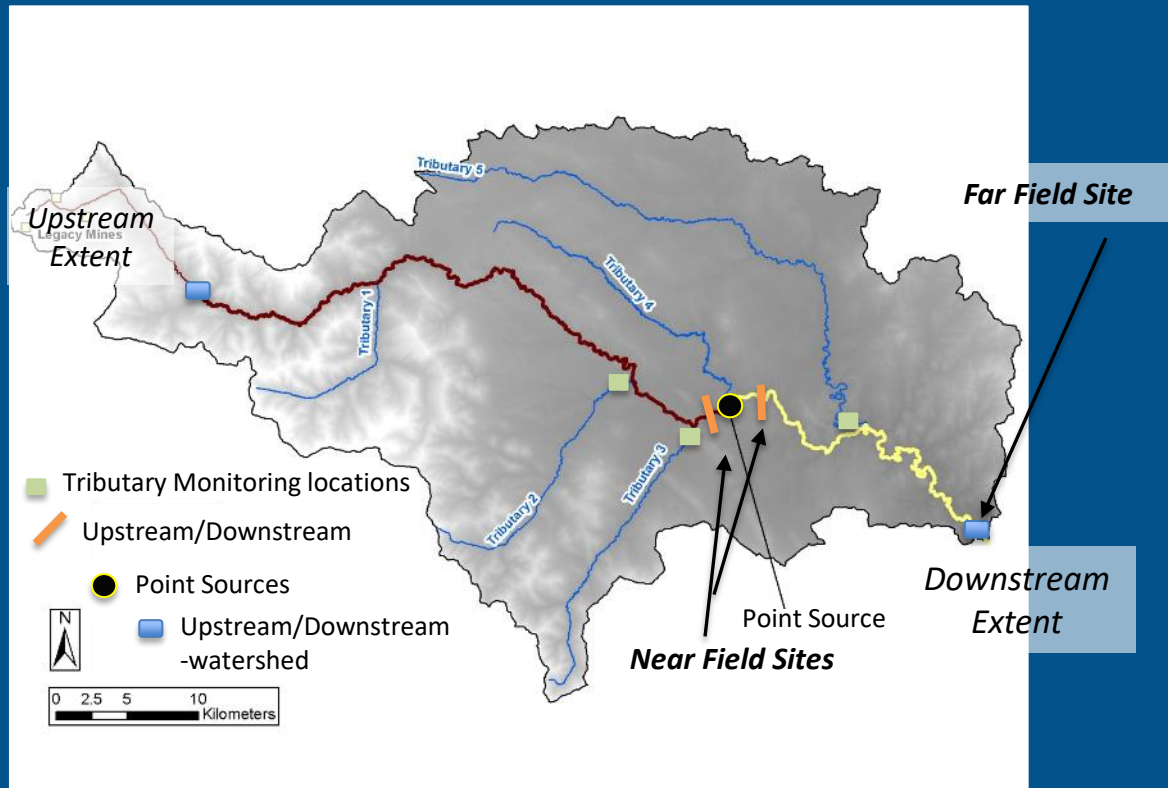 Tributary 5
Far Field Site
Upstream
Legacy Mines
Extent
Tributary 4
Tributary 1
Tributary 3
Tributary 2
Tributary Monitoring locations
Upstream/Downstream
Point Sources
Upstream/Downstream
-watershed
Point Source
Near Field Sites
Downstream
Extent
N
0 2.5 5 10
Kilometers